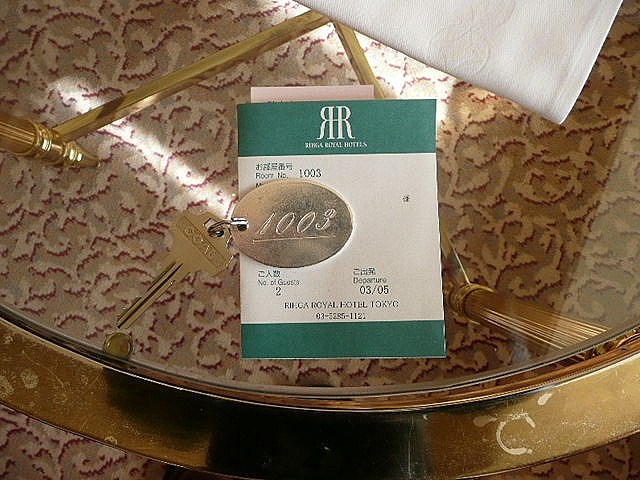 RR
RIHGA ROYAL HOTELS
お部屋番号
Room No. 1003
様
1003
ご人数
No. of Guests
2
ご出発
Departure
03/05
RIHGA ROYAL HOTEL TOKYO
03-5285-1121